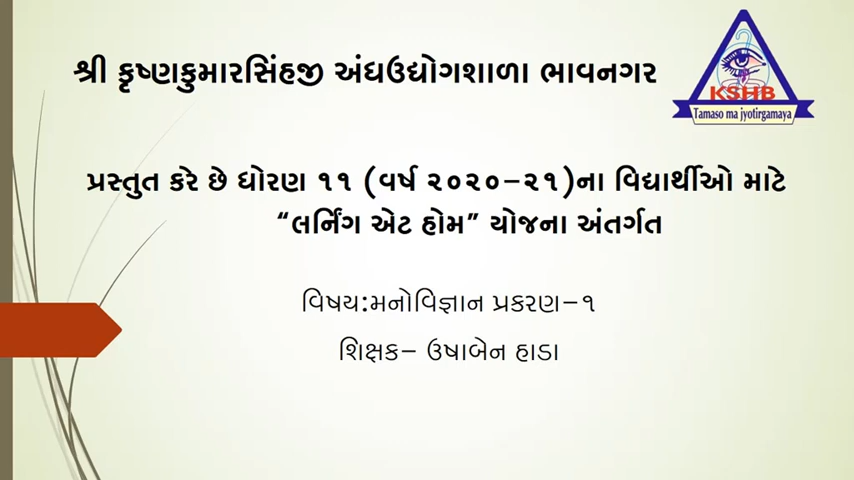 શ્રી કૃષ્ણકુમારસિંહજી અંધઉદ્યોગશાળા ભાવનગર
KSHB
Tamaso ma jyotirgamaya
પ્રસ્તુત કરે છે ધોરણ ૧૧ (વર્ષ ૨૦૨૦–૨૧)ના વિદ્યાર્થીઓ માટે
“લર્નિંગ એટ હોમ” યોજના અંતર્ગત
વિષય:મનોવિજ્ઞાન પ્રકરણ–૧
શિક્ષક– ઉષાબેન હાડા